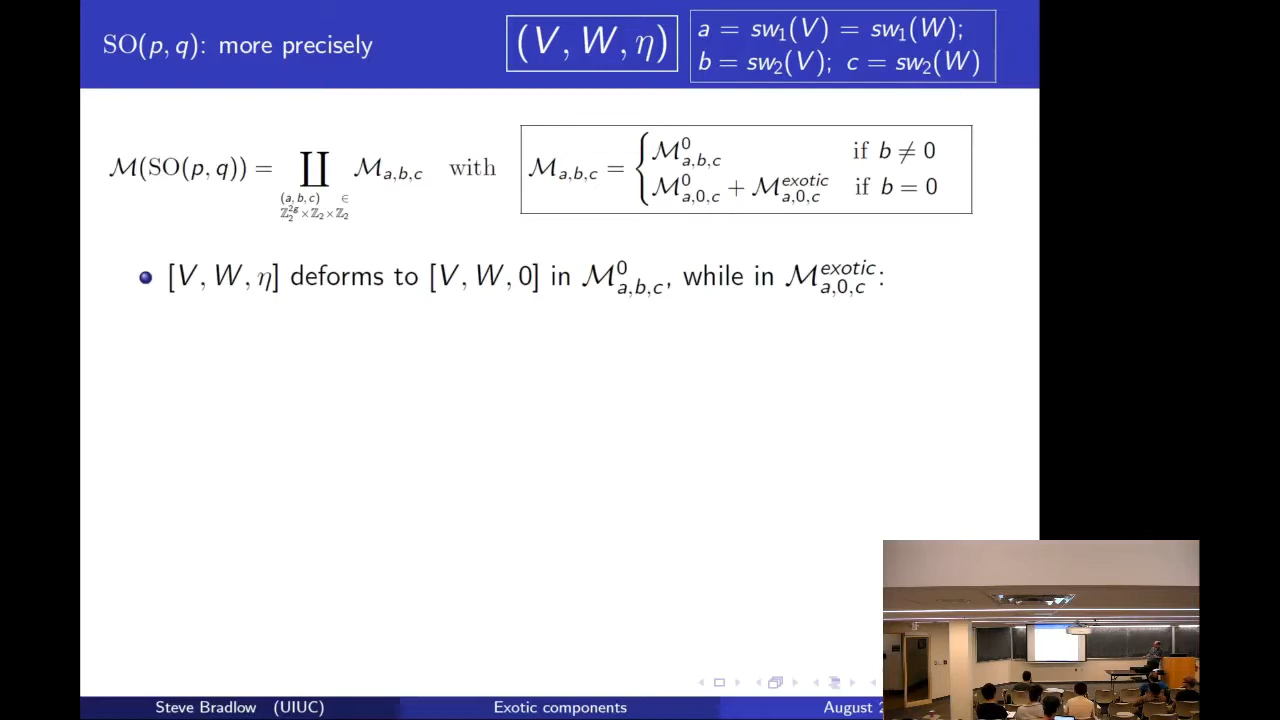 SO(p, q): more precisely
(V, W, η)
a = sw₁(V) = sw₁(W);
b = sw₂(V); c = sw₂(W)
ℳ(SO(p, q)) = ∐ ℳ_{a,b,c} with
(a, b, c) ∈
ℤ₂^{2g}×ℤ₂×ℤ₂
ℳ_{a,b,c} = { ℳ⁰_{a,b,c} if b ≠ 0
ℳ⁰_{a,0,c} + ℳ^{exotic}_{a,0,c} if b = 0
[V, W, η] deforms to [V, W, 0] in ℳ⁰_{a,b,c}, while in ℳ^{exotic}_{a,0,c}:
Steve Bradlow (UIUC) Exotic components August 2